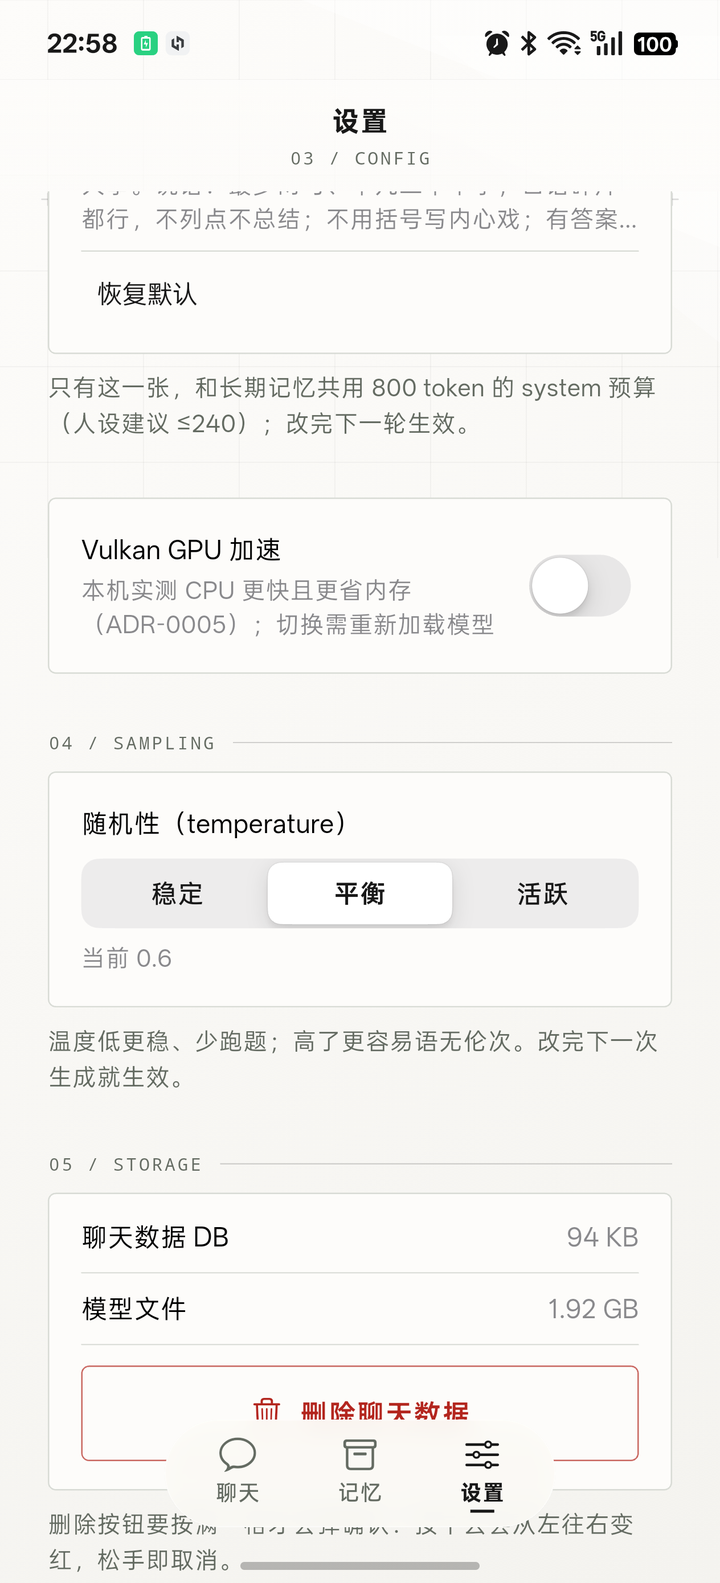 22:58
5G
100
设置
03 / CONFIG
都行，不列点不总结；不用括号写内心戏；有答案…
恢复默认
只有这一张，和长期记忆共用 800 token 的 system 预算
（人设建议 ≤240）；改完下一轮生效。
Vulkan GPU 加速
本机实测 CPU 更快且更省内存
（ADR-0005）；切换需重新加载模型
04 / SAMPLING
随机性（temperature）
稳定
平衡
活跃
当前 0.6
温度低更稳、少跑题；高了更容易语无伦次。改完下一次
生成就生效。
05 / STORAGE
聊天数据 DB
94 KB
模型文件
1.92 GB
删除聊天数据
聊天
记忆
设置
删除按钮要按满
从左往右变
红，松手即取消。